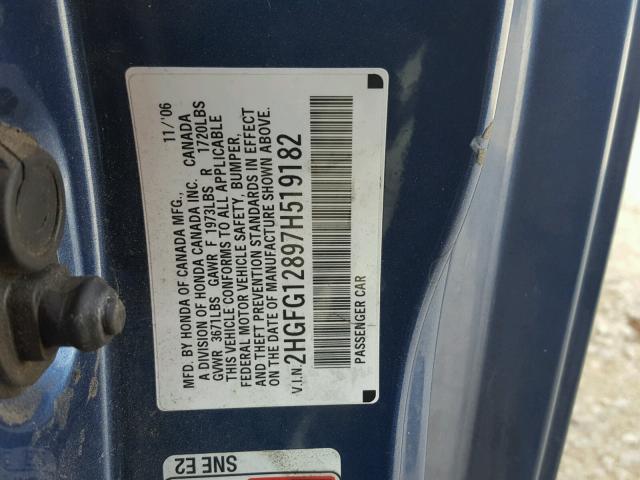 MFD. BY HONDA OF CANADA MFG., 11/'06
A DIVISION OF HONDA CANADA INC. CANADA
GVWR 3671LBS GAWR F 1973LBS R 1720LBS
THIS VEHICLE CONFORMS TO ALL APPLICABLE
FEDERAL MOTOR VEHICLE SAFETY, BUMPER,
AND THEFT PREVENTION STANDARDS IN EFFECT
ON THE DATE OF MANUFACTURE SHOWN ABOVE.
V.I.N. 2HGFG12897H519182
PASSENGER CAR
SNE E2